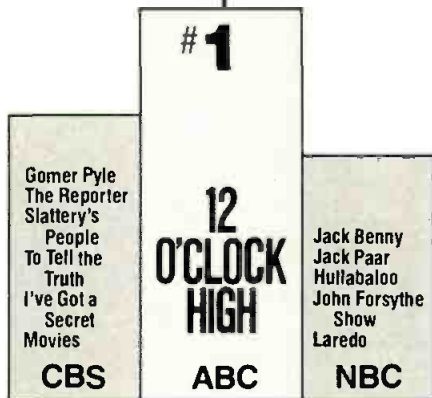 #1
Gomer Pyle
The Reporter
Slattery's
People
To Tell the
Truth
I've Got a
Secret
Movies
CBS
12
O'CLOCK
HIGH
ABC
Jack Benny
Jack Paar
Hullabaloo
John Forsythe
Show
Laredo
NBC